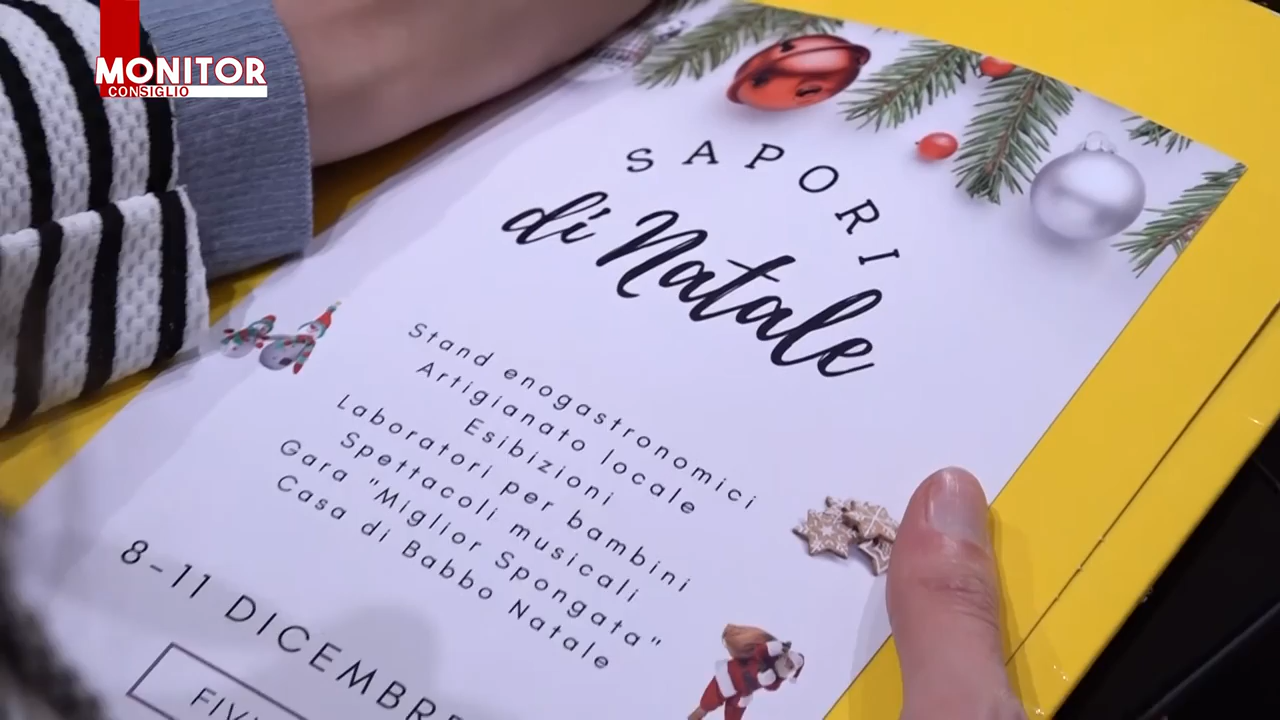 MONITOR
CONSIGLIO
SAPORI
di Natale
Stand enogastronomici
Artigianato locale
Esibizioni
Laboratori per bambini
Spettacoli musicali
Gara "Miglior Spongata"
Casa di Babbo Natale
8-11 DICEMBRE